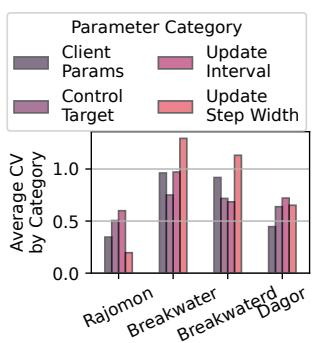 Parameter Category
Client
Params
Update
Interval
Control
Target
Update
Step Width
Average CV
by Category
1.0
0.5
0.0
Rajomon
Breakwater
Breakwaterd
Dagor